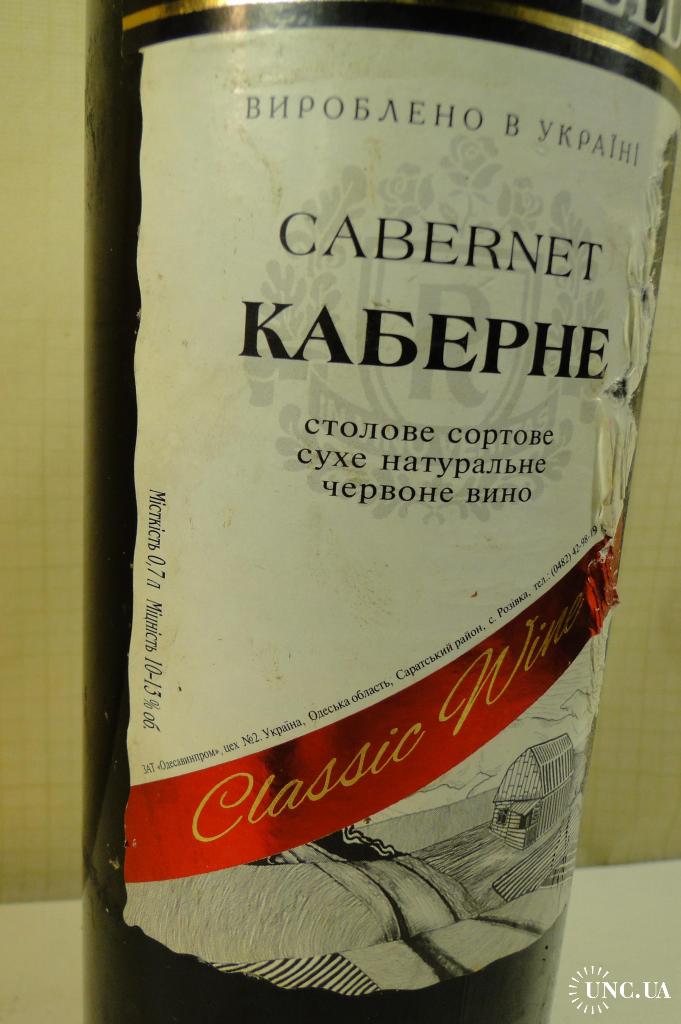 ВИРОБЛЕНО В УКРАЇНІ
CABERNET
КАБЕРНЕ
столове сортове
сухе натуральне
червоне вино
Місткість 0,7 л Міцність 10-13 % об.
ЗАТ «Одесавинпром», цех №2. Україна, Одеська область, Саратський район, с. Розівка, тел.: (0482) 42-98-19
Classic Wine
UNC.UA